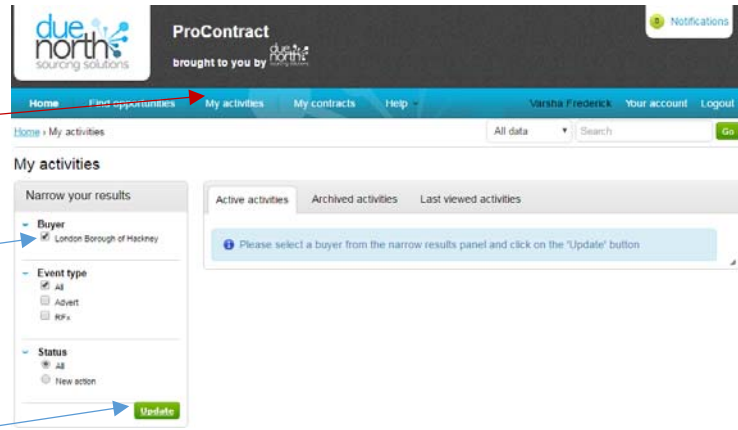 due north
sourcing solutions
ProContract
brought to you by due north
Notifications
Home Find opportunities My activities My contracts Help Varsha Frederick Your account Logout
Home › My activities
All data Search Go
My activities
Narrow your results
Buyer
London Borough of Hackney
Event type
All
Advert
RFx
Status
All
New action
Update
Active activities Archived activities Last viewed activities
Please select a buyer from the narrow results panel and click on the 'Update' button